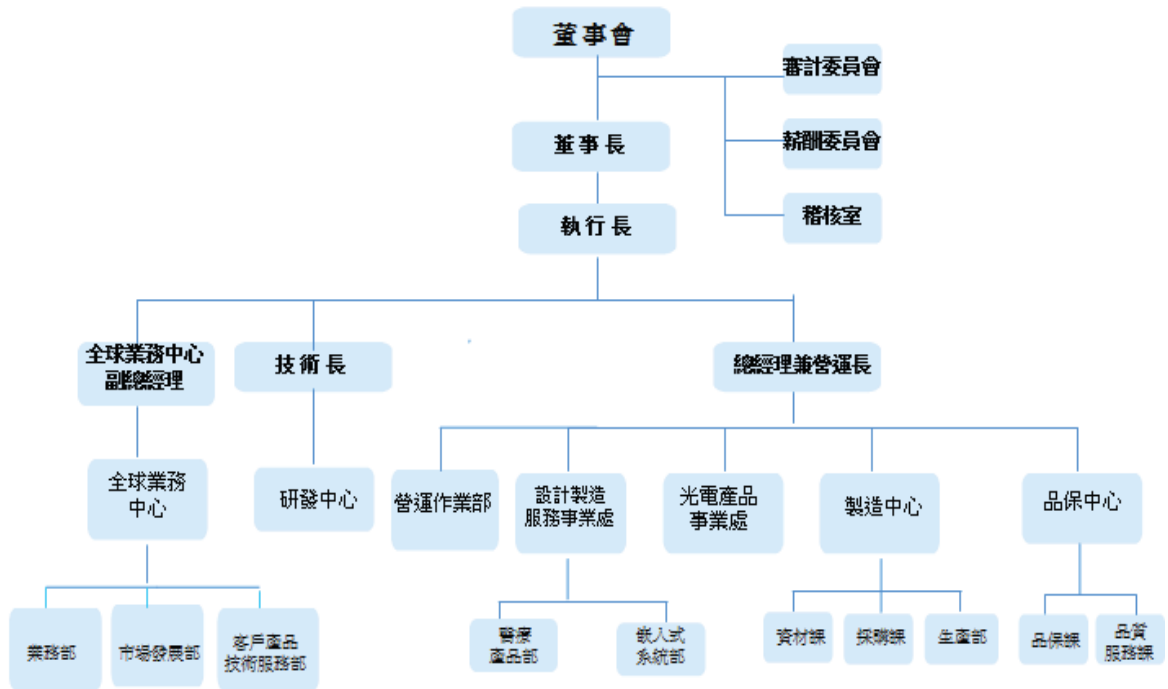 董事會
審計委員會
董事長
薪酬委員會
執行長
稽核室
全球業務中心
副總經理
技術長
總經理兼營運長
全球業務
中心
研發中心
營運作業部
設計製造
服務事業處
光電產品
事業處
製造中心
品保中心
業務部
市場發展部
客戶產品
技術服務部
醫療
產品部
嵌入式
系統部
資材課
採購課
生產部
品保課
品質
服務課